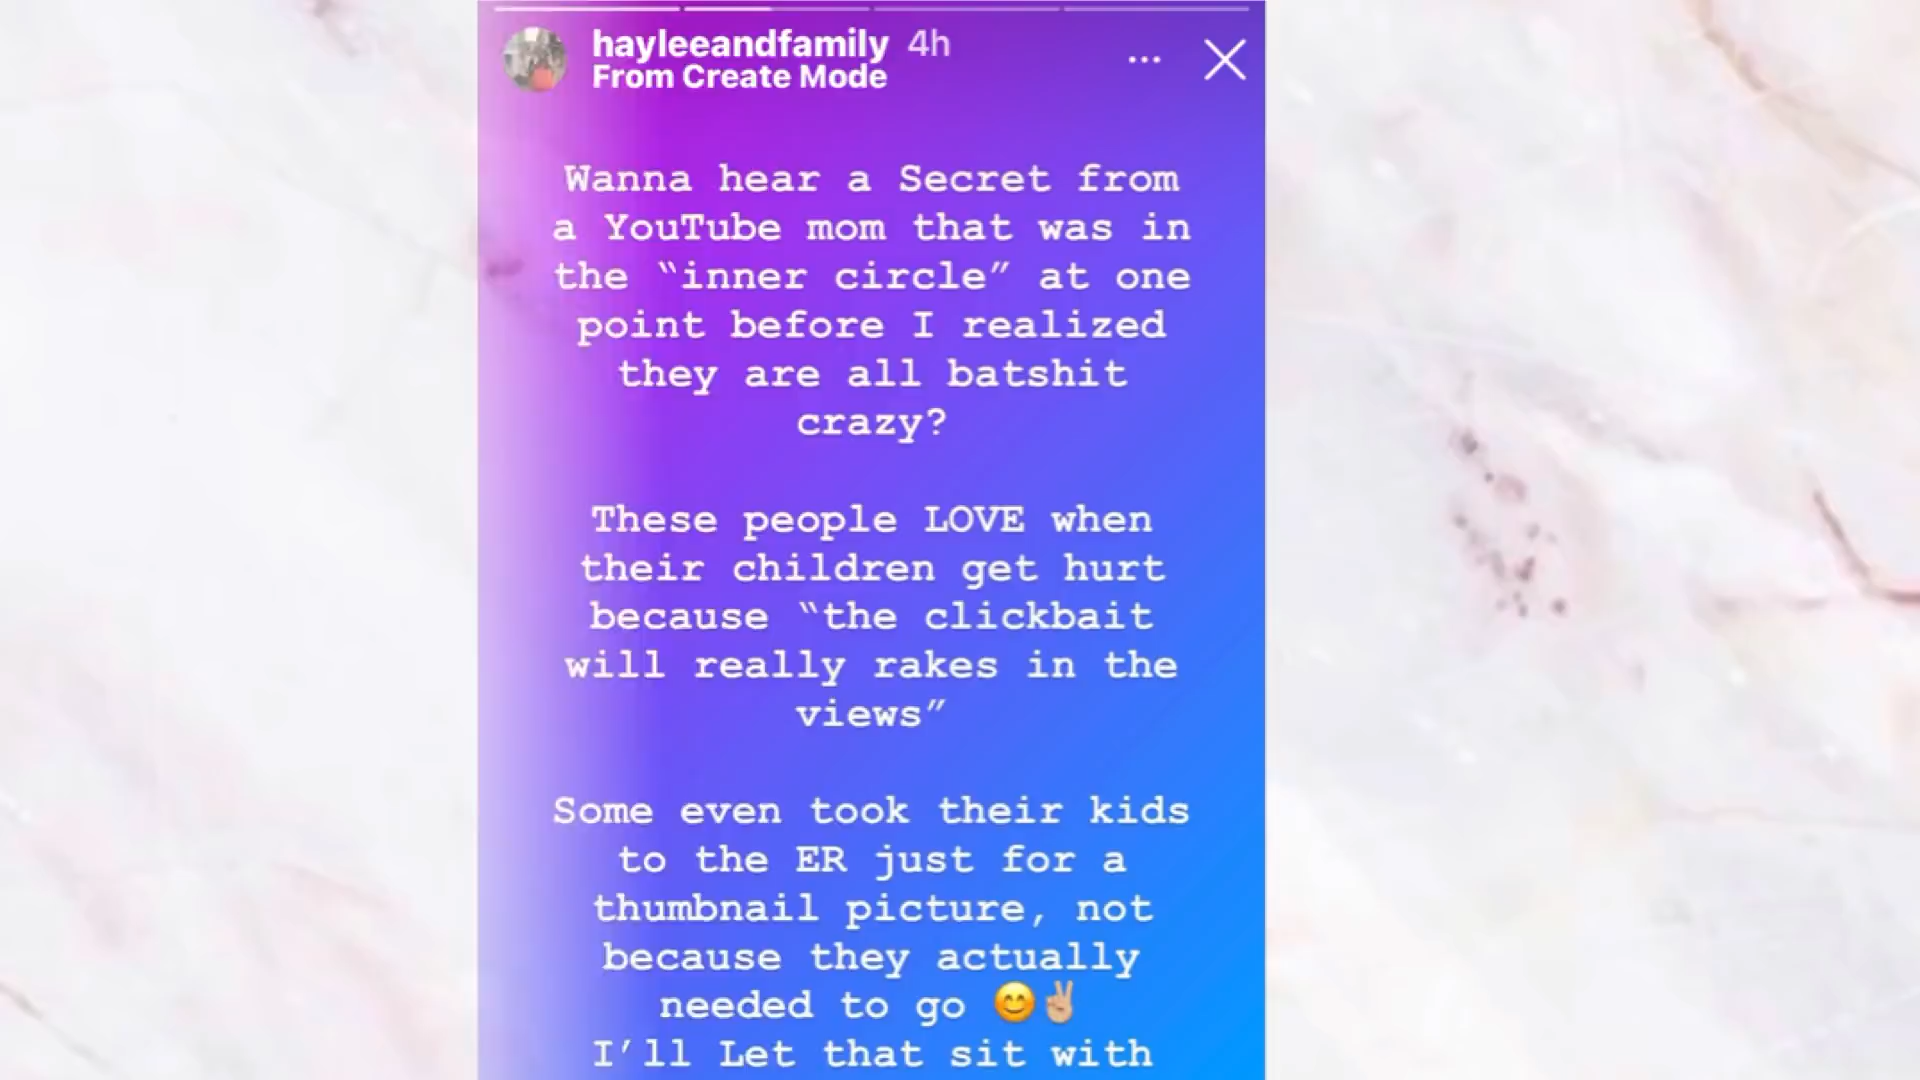 hayleeandfamily 4h
From Create Mode
Wanna hear a Secret from
a YouTube mom that was in
the “inner circle” at one
point before I realized
they are all batshit
crazy?
These people LOVE when
their children get hurt
because “the clickbait
will really rakes in the
views”
Some even took their kids
to the ER just for a
thumbnail picture, not
because they actually
needed to go 😊✌🏼
I’ll Let that sit with